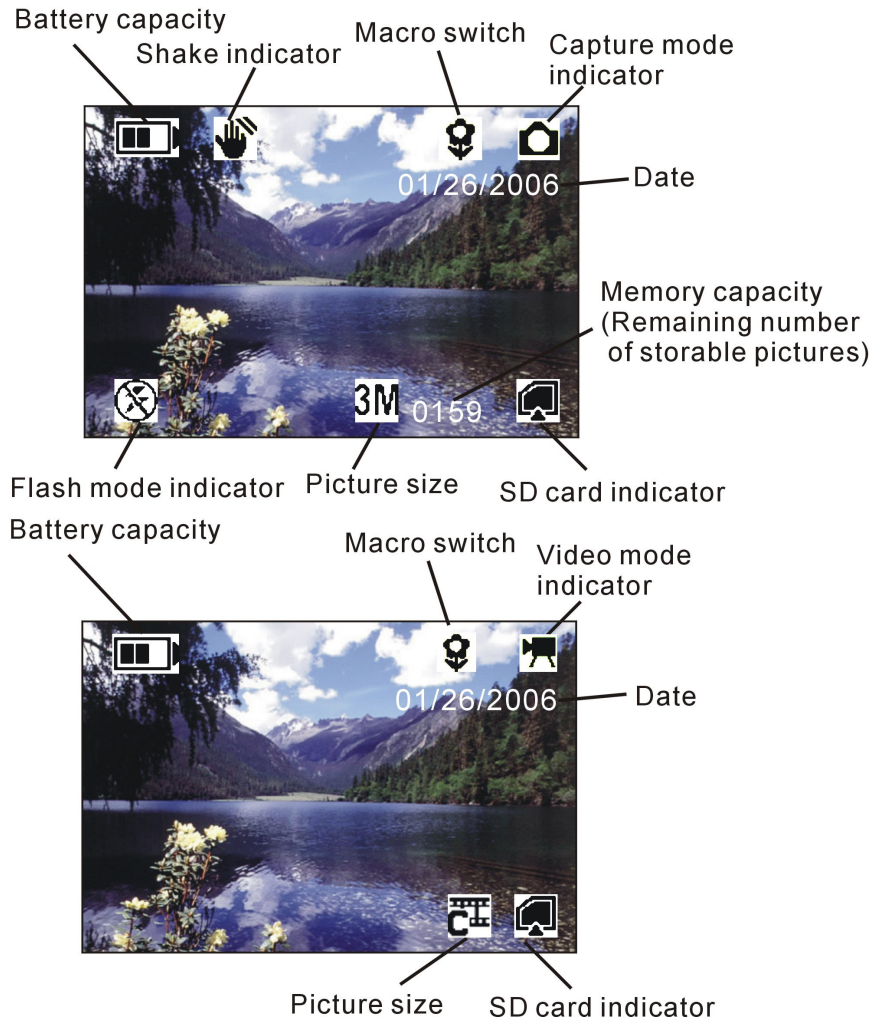 Battery capacity
Shake indicator
Macro switch
Capture mode
indicator
01/26/2006
Date
Memory capacity
(Remaining number
of storable pictures)
3M
0159
Flash mode indicator
Picture size
SD card indicator
Battery capacity
Macro switch
Video mode
indicator
01/26/2006
Date
C
Picture size
SD card indicator